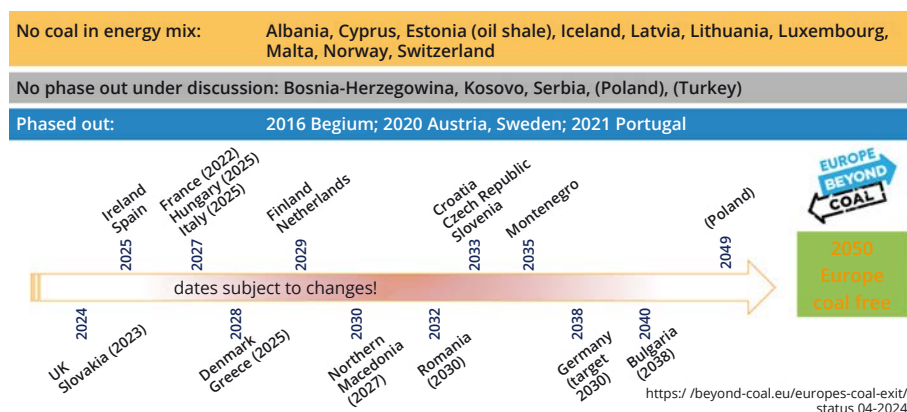 No coal in energy mix: Albania, Cyprus, Estonia (oil shale), Iceland, Latvia, Lithuania, Luxembourg,
Malta, Norway, Switzerland
No phase out under discussion: Bosnia-Herzegowina, Kosovo, Serbia, (Poland), (Turkey)
Phased out: 2016 Begium; 2020 Austria, Sweden; 2021 Portugal
Ireland
Spain
2025
France (2022)
Hungary (2025)
Italy (2025)
2027
Finland
Netherlands
2029
Croatia
Czech Republic
Slovenia
2033
Montenegro
2035
(Poland)
2049
EUROPE
BEYOND
COAL
2050
Europe
coal free
dates subject to changes!
2024
UK
Slovakia (2023)
2028
Denmark
Greece (2025)
2030
Northern
Macedonia
(2027)
2032
Romania
(2030)
2038
Germany
(target
2030)
2040
Bulgaria
(2038)
https:/ /beyond-coal.eu/europes-coal-exit/
status 04-2024